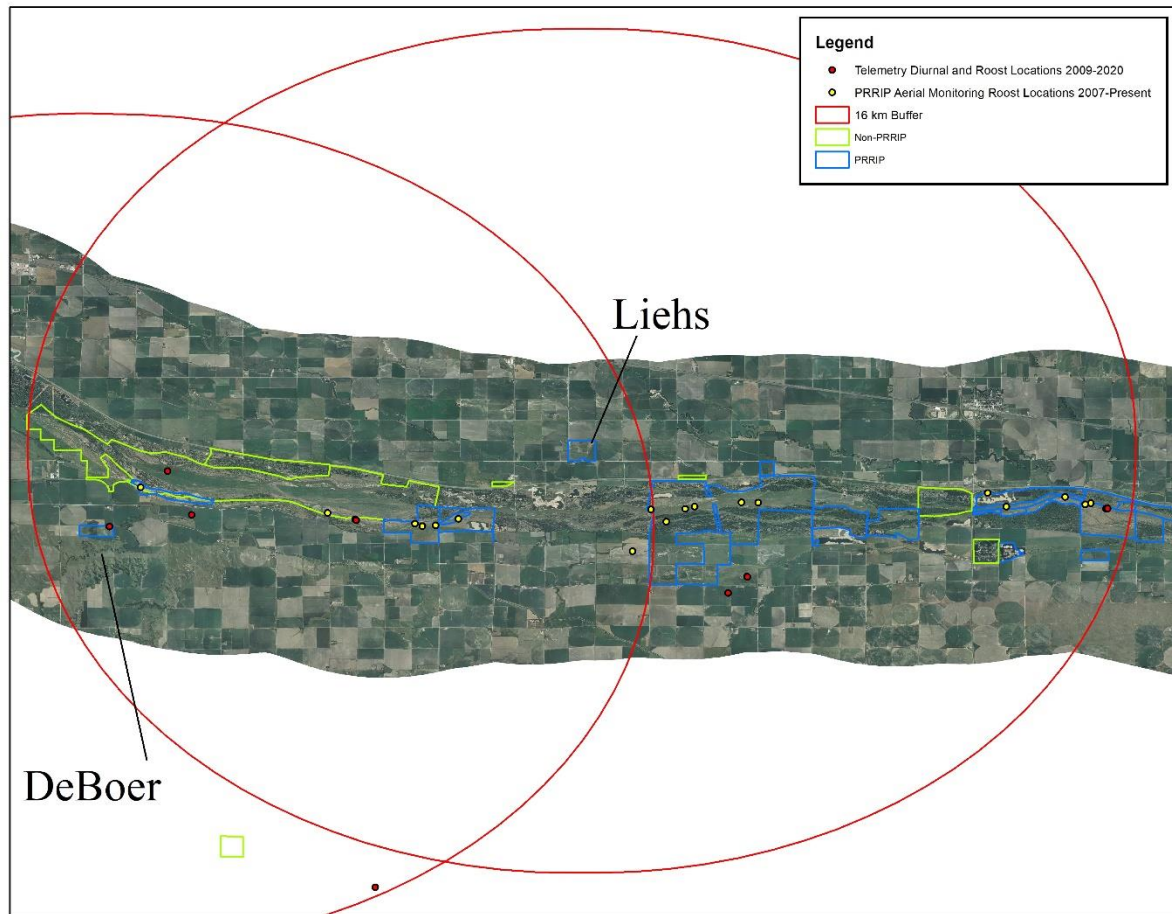 Legend
Telemetry Diurnal and Roost Locations 2009-2020
PRRIP Aerial Monitoring Roost Locations 2007-Present
16 km Buffer
Non-PRRIP
PRRIP
Liehs
DeBoer